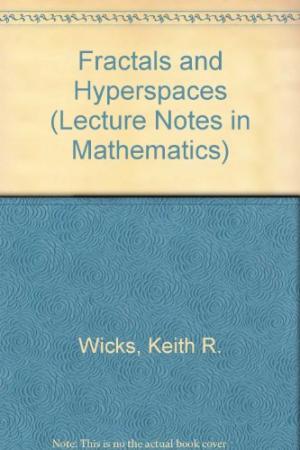 Fractals and
Hyperspaces
(Lecture Notes in
Mathematics)
Wicks, Keith R.
Note: This is no the actual book cover